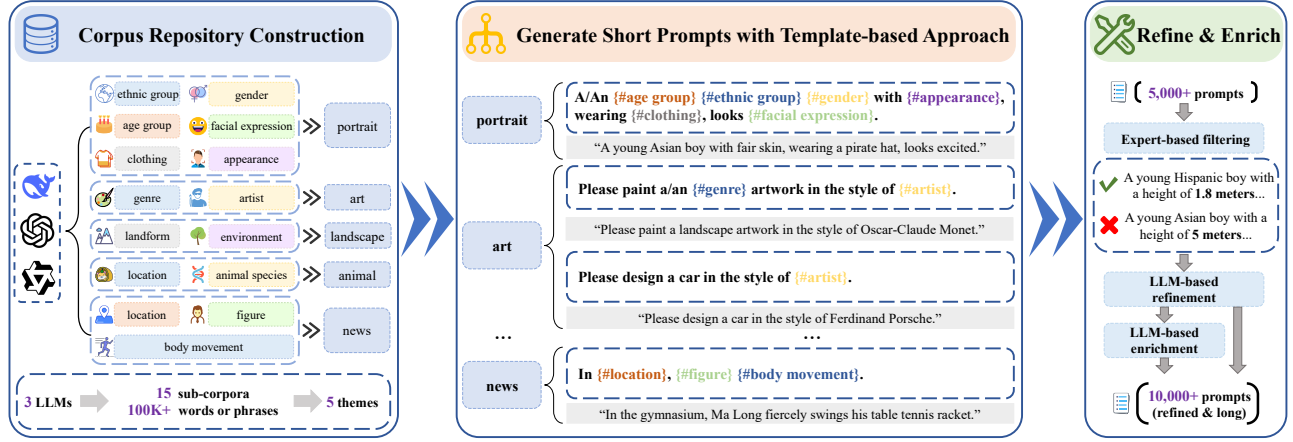 Corpus Repository Construction
ethnic group
gender
age group
facial expression
portrait
clothing
appearance
genre
artist
art
landform
environment
landscape
location
animal species
animal
location
figure
news
body movement
3 LLMs
15 sub-corpora
100K+ words or phrases
5 themes
Generate Short Prompts with Template-based Approach
portrait
A/An {#age group} {#ethnic group} {#gender} with {#appearance},
wearing {#clothing}, looks {#facial expression}.
“A young Asian boy with fair skin, wearing a pirate hat, looks excited.”
art
Please paint a/an {#genre} artwork in the style of {#artist}.
“Please paint a landscape artwork in the style of Oscar-Claude Monet.”
Please design a car in the style of {#artist}.
“Please design a car in the style of Ferdinand Porsche.”
... ...
news
In {#location}, {#figure} {#body movement}.
“In the gymnasium, Ma Long fiercely swings his table tennis racket.”
Refine & Enrich
5,000+ prompts
Expert-based filtering
A young Hispanic boy with
a height of 1.8 meters...
A young Asian boy with a
height of 5 meters...
LLM-based
refinement
LLM-based
enrichment
10,000+ prompts
(refined & long)